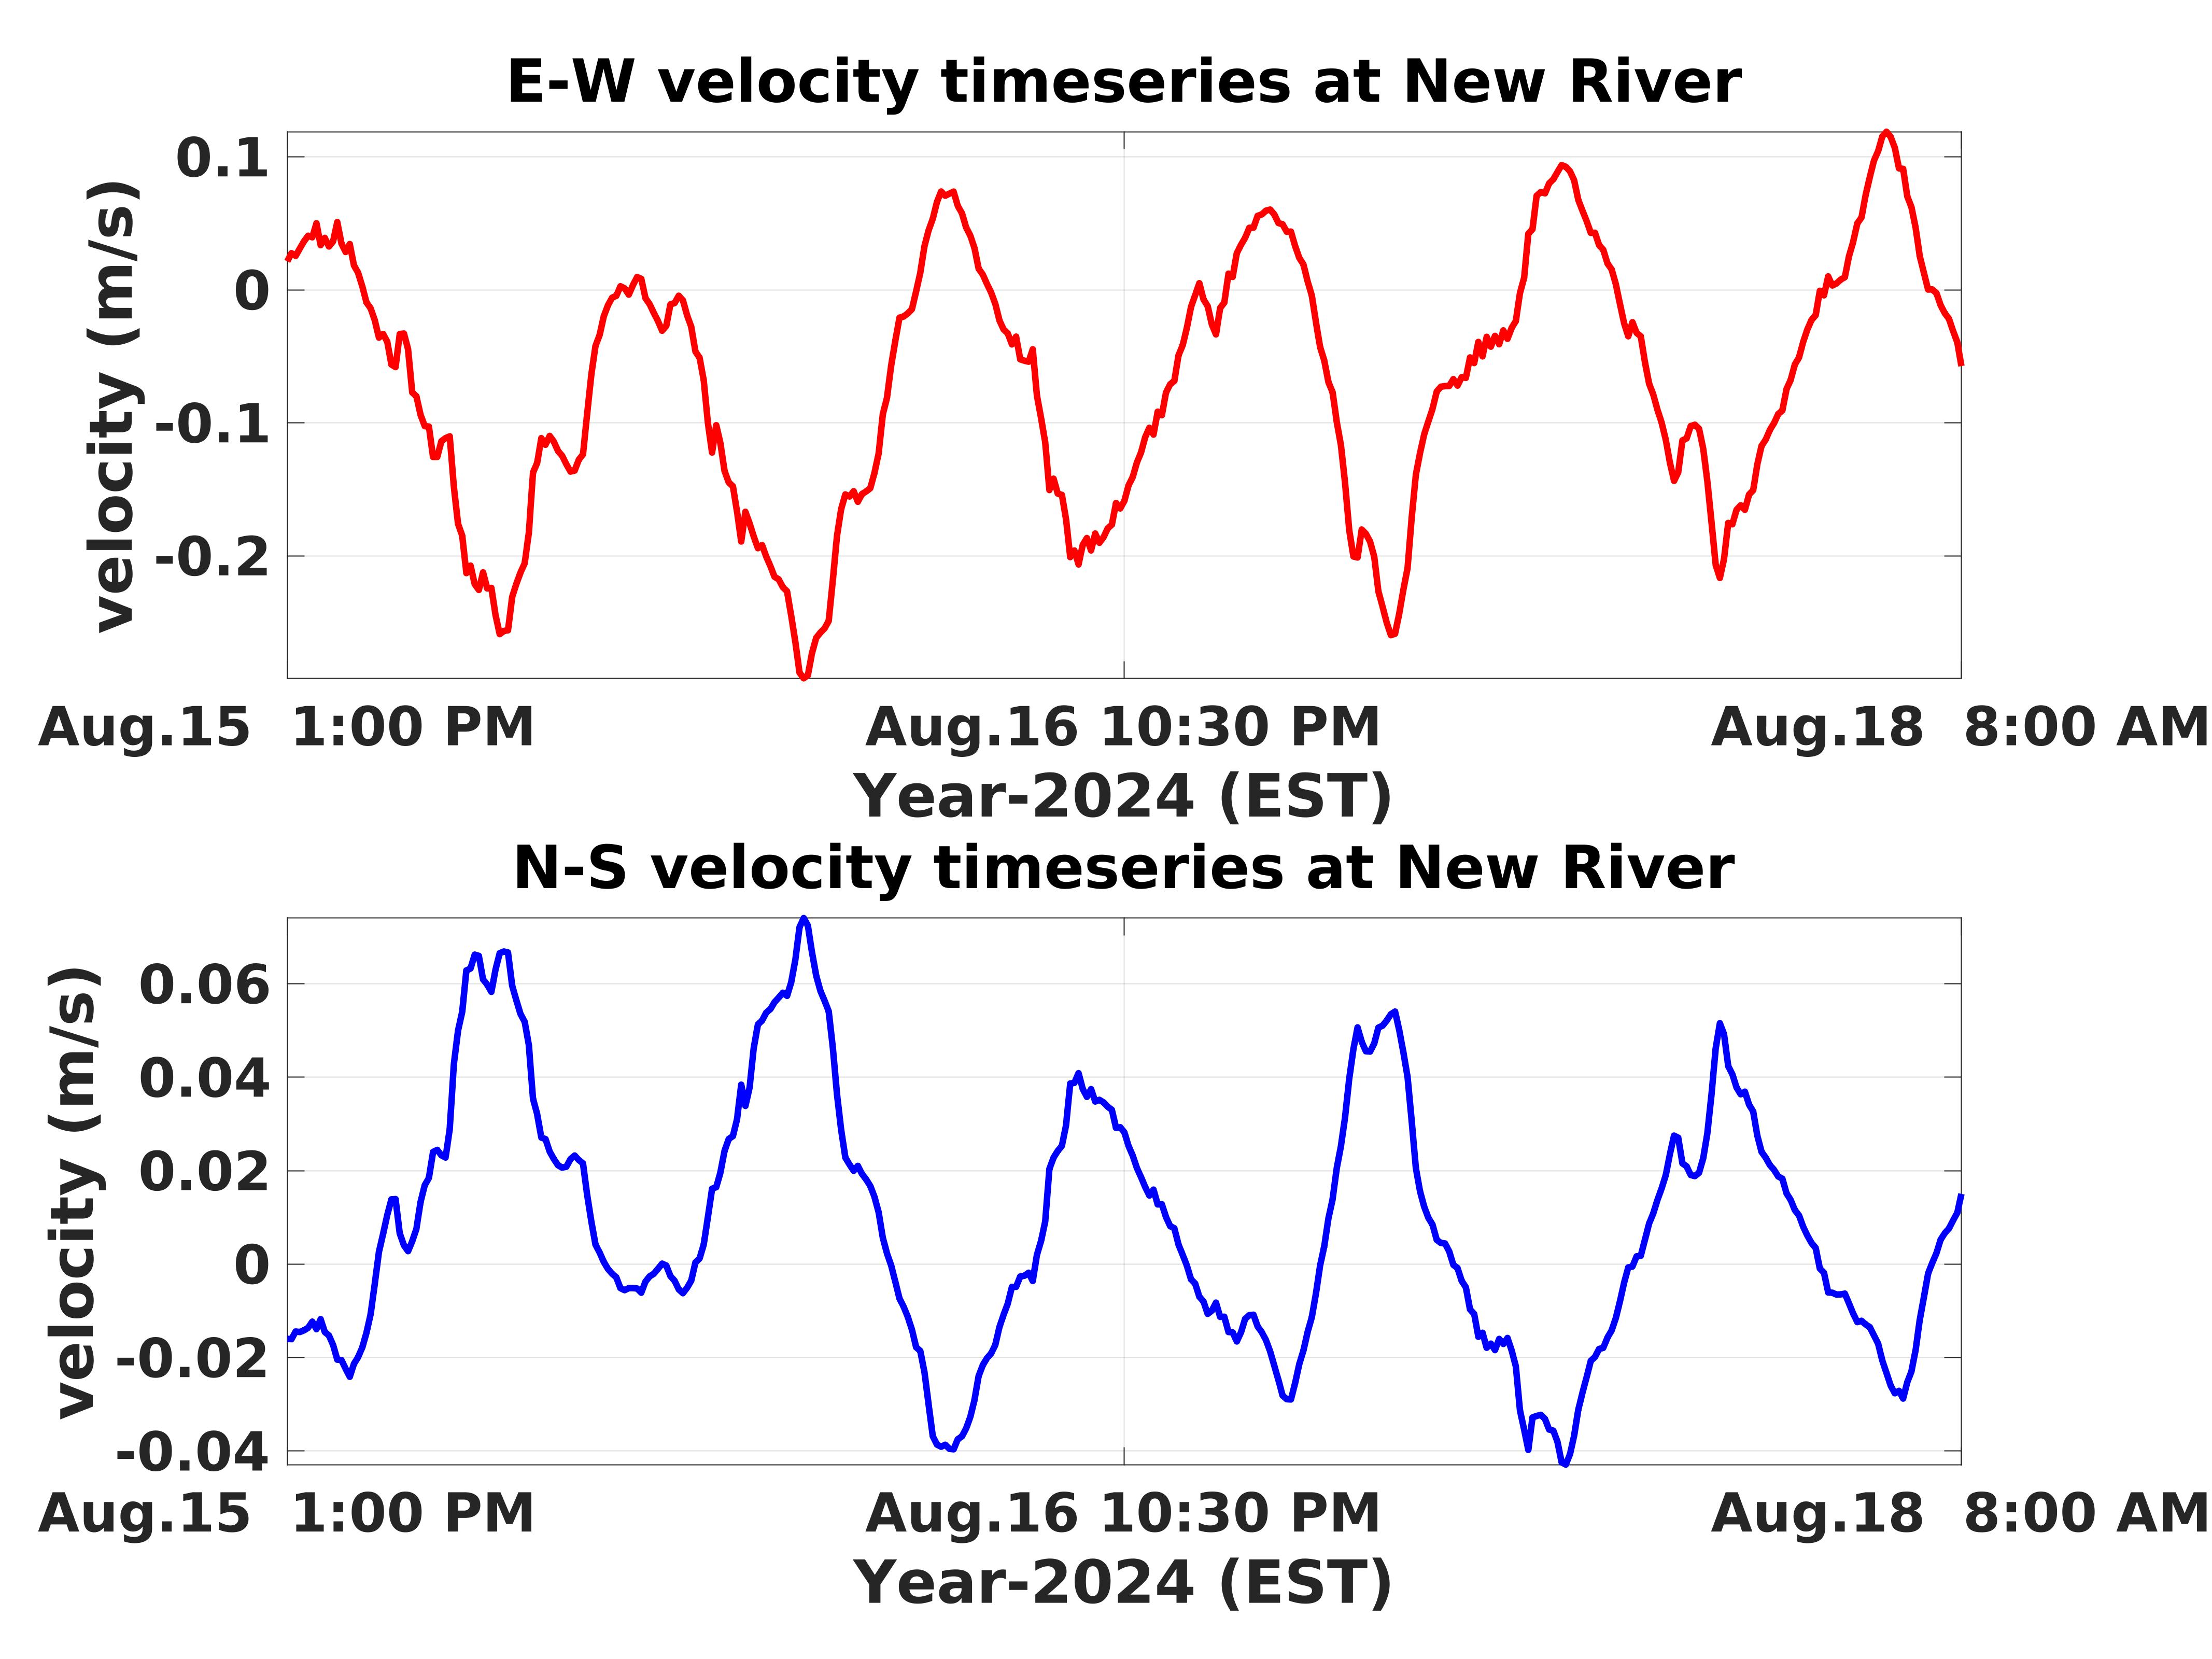 E-W velocity timeseries at New River
velocity (m/s)
0.1
0
-0.1
-0.2
Aug.15  1:00 PM
Aug.16 10:30 PM
Aug.18  8:00 AM
Year-2024 (EST)
N-S velocity timeseries at New River
velocity (m/s)
0.06
0.04
0.02
0
-0.02
-0.04
Aug.15  1:00 PM
Aug.16 10:30 PM
Aug.18  8:00 AM
Year-2024 (EST)